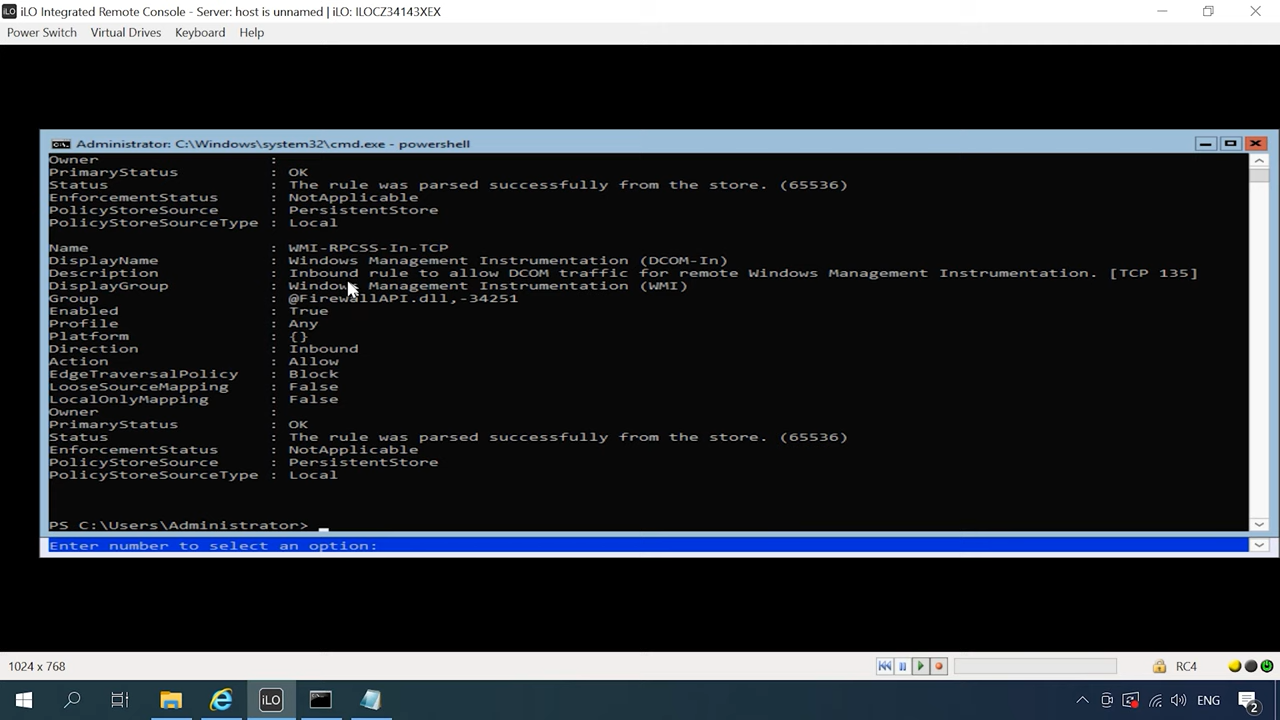 iLO Integrated Remote Console - Server: host is unnamed | iLO: ILOCZ34143XEX
Power Switch Virtual Drives Keyboard Help
Administrator: C:\Windows\system32\cmd.exe - powershell
Owner :
PrimaryStatus : OK
Status : The rule was parsed successfully from the store. (65536)
EnforcementStatus : NotApplicable
PolicyStoreSource : PersistentStore
PolicyStoreSourceType : Local
Name : WMI-RPCSS-In-TCP
DisplayName : Windows Management Instrumentation (DCOM-In)
Description : Inbound rule to allow DCOM traffic for remote Windows Management Instrumentation. [TCP 135]
DisplayGroup : Windows Management Instrumentation (WMI)
Group : @FirewallAPI.dll,-34251
Enabled : True
Profile : Any
Platform : {}
Direction : Inbound
Action : Allow
EdgeTraversalPolicy : Block
LooseSourceMapping : False
LocalOnlyMapping : False
Owner :
PrimaryStatus : OK
Status : The rule was parsed successfully from the store. (65536)
EnforcementStatus : NotApplicable
PolicyStoreSource : PersistentStore
PolicyStoreSourceType : Local
PS C:\Users\Administrator> _
Enter number to select an option:
1024 x 768
RC4
iLO
ENG
2